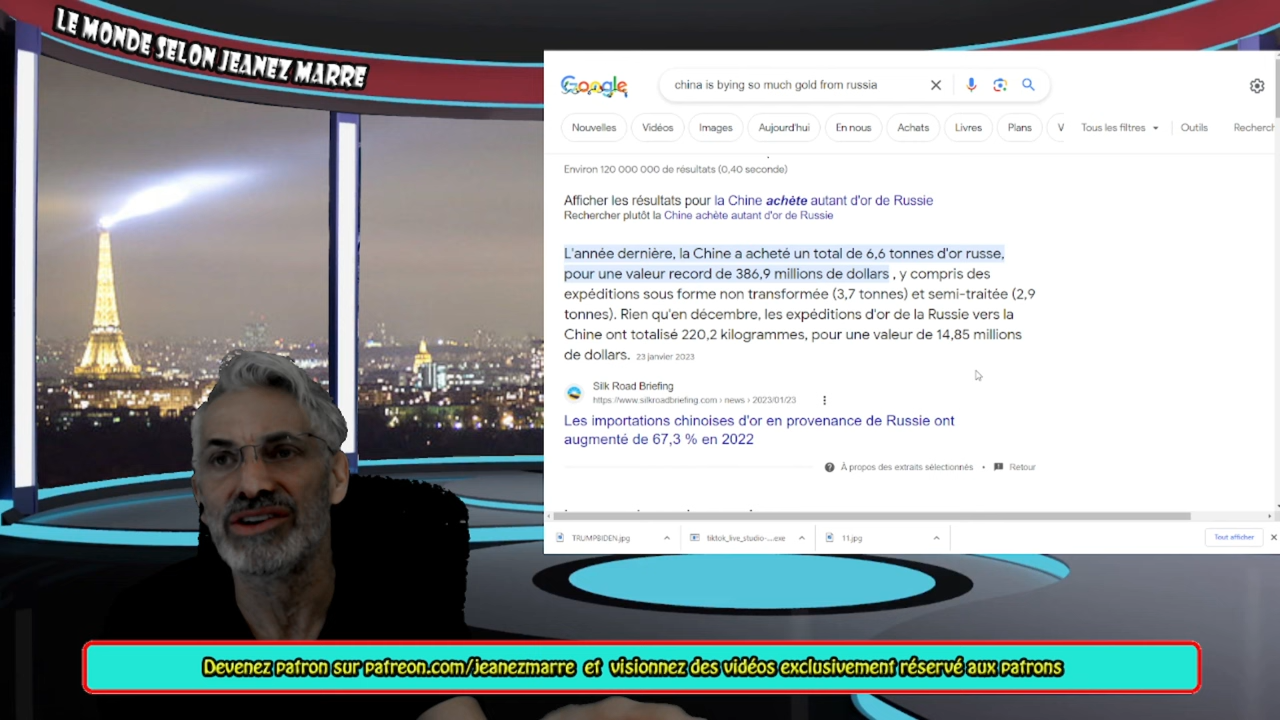 LE MONDE SELON JEANEZ MARRE
Google
china is bying so much gold from russia
Nouvelles
Vidéos
Images
Aujourd'hui
En nous
Achats
Livres
Plans
V
Tous les filtres
Outils
Recherch
Environ 120 000 000 de résultats (0,40 seconde)
Afficher les résultats pour la Chine achète autant d'or de Russie
Rechercher plutôt la Chine achète autant d'or de Russie
L'année dernière, la Chine a acheté un total de 6,6 tonnes d'or russe,
pour une valeur record de 386,9 millions de dollars , y compris des
expéditions sous forme non transformée (3,7 tonnes) et semi-traitée (2,9
tonnes). Rien qu'en décembre, les expéditions d'or de la Russie vers la
Chine ont totalisé 220,2 kilogrammes, pour une valeur de 14,85 millions
de dollars. 23 janvier 2023
Silk Road Briefing
https://www.silkroadbriefing.com › news › 2023/01/23
Les importations chinoises d'or en provenance de Russie ont
augmenté de 67,3 % en 2022
À propos des extraits sélectionnés • Retour
TRUMPBIDEN.jpg
tiktok_live_studio-...exe
11.jpg
Tout afficher
Devenez patron sur patreon.com/jeanezmarre et visionnez des vidéos exclusivement réservé aux patrons